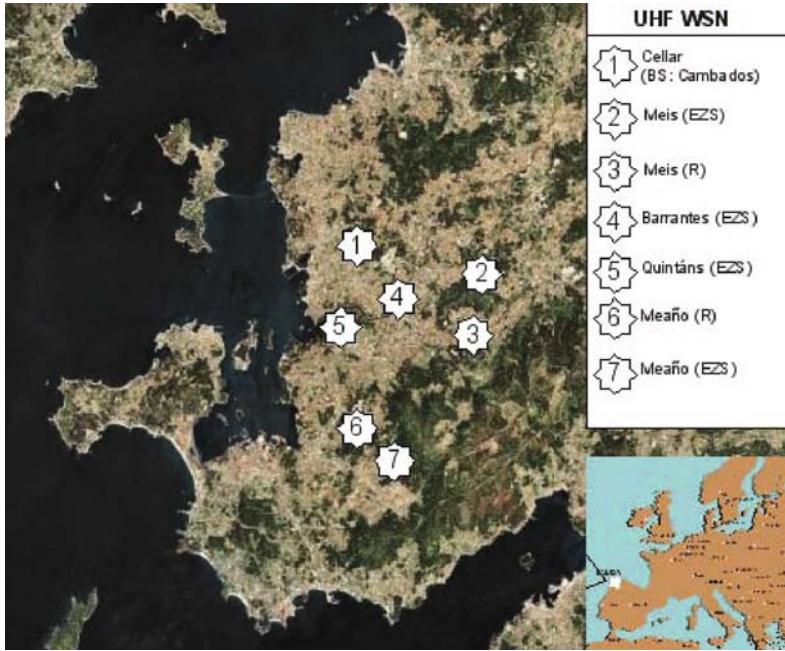 UHF WSN
1 Cellar
(BS: Cambados)
2 Meis (EZS)
3 Meis (R)
4 Barrantes (EZS)
5 Quintáns (EZS)
6 Meaño (R)
7 Meaño (EZS)
1
2
4
5
3
6
7